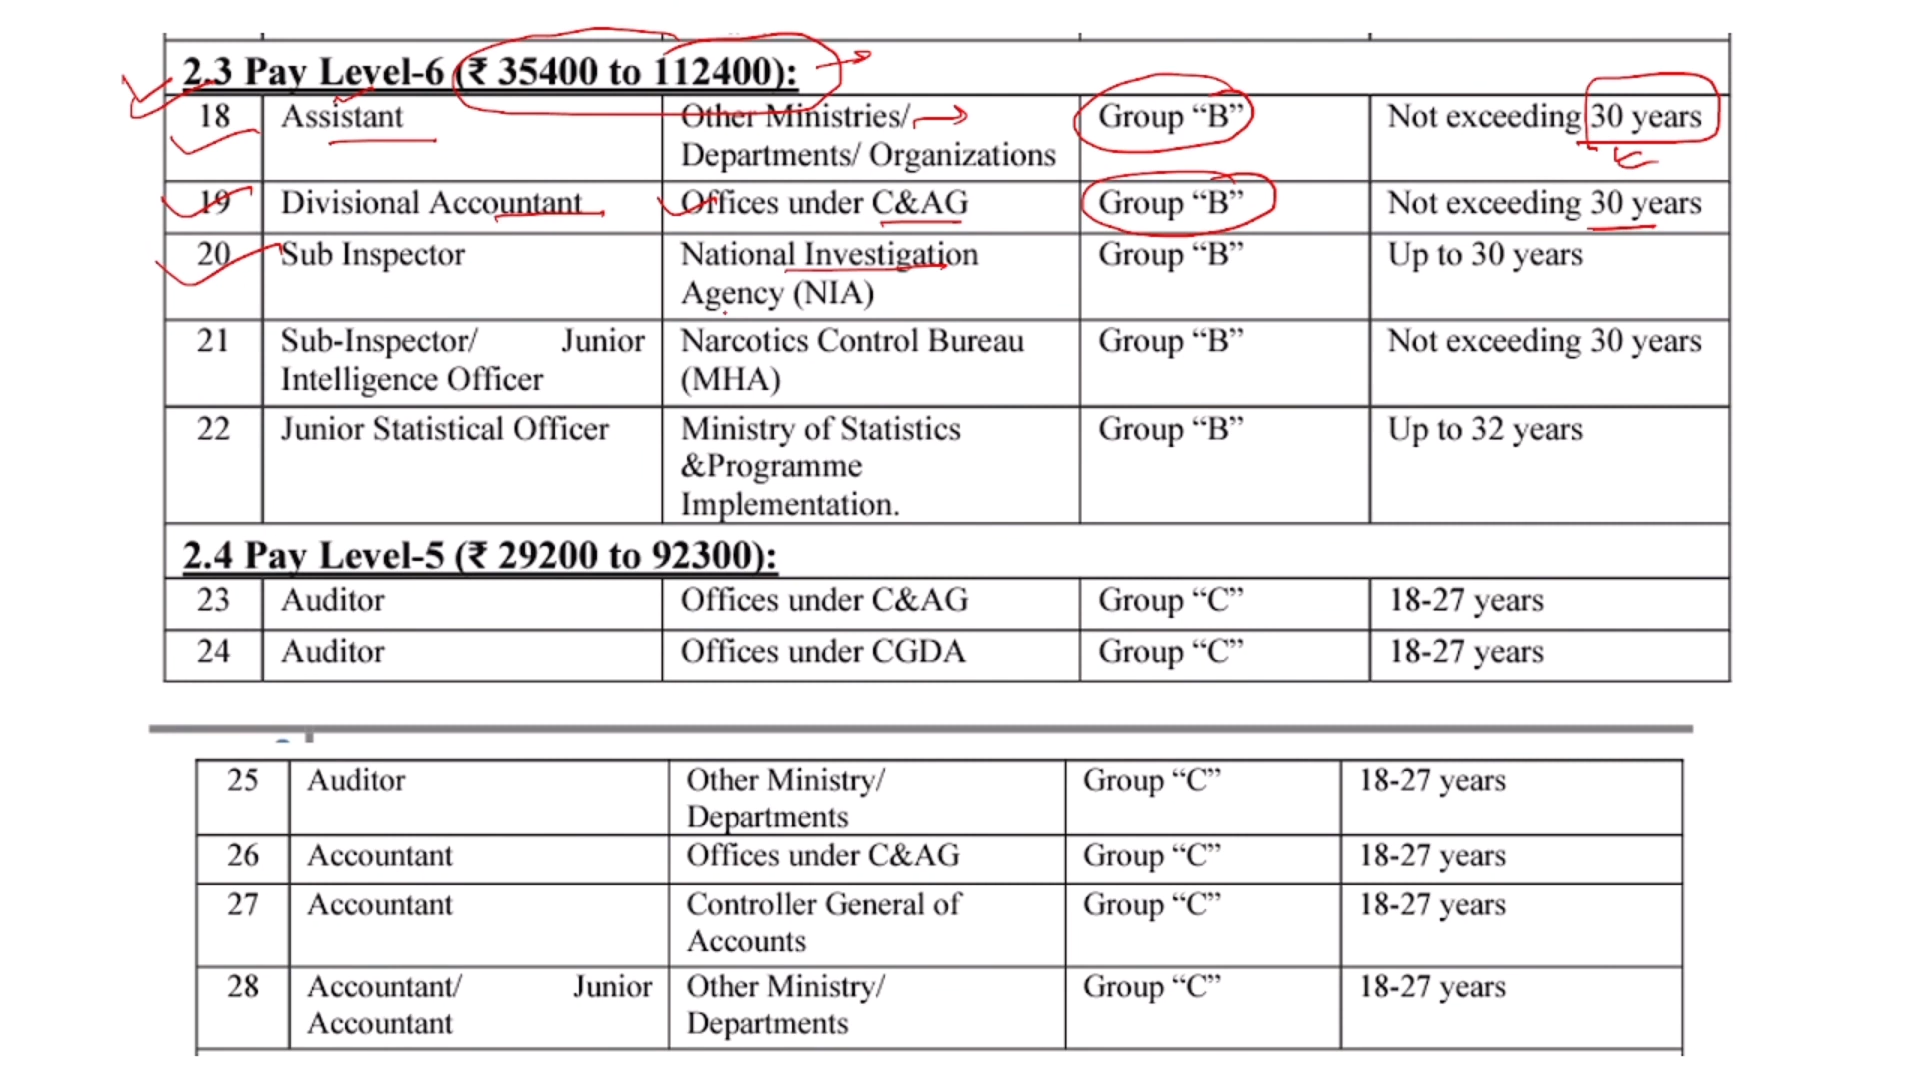 2.3 Pay Level-6 (₹ 35400 to 112400):
18 Assistant Other Ministries/ Group “B” Not exceeding 30 years
Departments/ Organizations
19 Divisional Accountant Offices under C&AG Group “B” Not exceeding 30 years
20 Sub Inspector National Investigation Group “B” Up to 30 years
Agency (NIA)
21 Sub-Inspector/ Junior Narcotics Control Bureau Group “B” Not exceeding 30 years
Intelligence Officer (MHA)
22 Junior Statistical Officer Ministry of Statistics Group “B” Up to 32 years
&Programme
Implementation.
2.4 Pay Level-5 (₹ 29200 to 92300):
23 Auditor Offices under C&AG Group “C” 18-27 years
24 Auditor Offices under CGDA Group “C” 18-27 years
25 Auditor Other Ministry/ Group “C” 18-27 years
Departments
26 Accountant Offices under C&AG Group “C” 18-27 years
27 Accountant Controller General of Group “C” 18-27 years
Accounts
28 Accountant/ Junior Other Ministry/ Group “C” 18-27 years
Accountant Departments